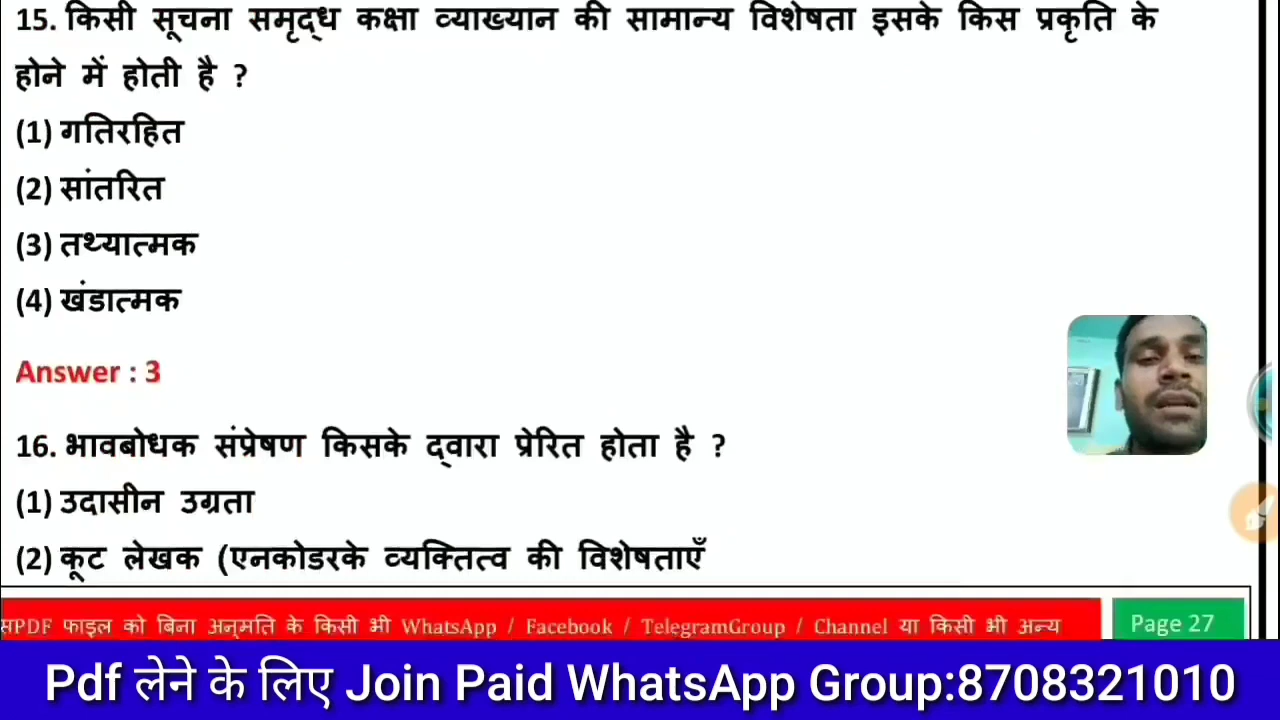 15. किसी सूचना समृद्ध कक्षा व्याख्यान की सामान्य विशेषता इसके किस प्रकृति के
होने में होती है ?
(1) गतिरहित
(2) सांतरित
(3) तथ्यात्मक
(4) खंडात्मक
Answer : 3
16. भावबोधक संप्रेषण किसके द्वारा प्रेरित होता है ?
(1) उदासीन उग्रता
(2) कूट लेखक (एनकोडरके व्यक्तित्व की विशेषताएँ
सPDF फाइल को बिना अनुमति के किसी भी WhatsApp / Facebook / TelegramGroup / Channel या किसी भी अन्य
Page 27
Pdf लेने के लिए Join Paid WhatsApp Group:8708321010